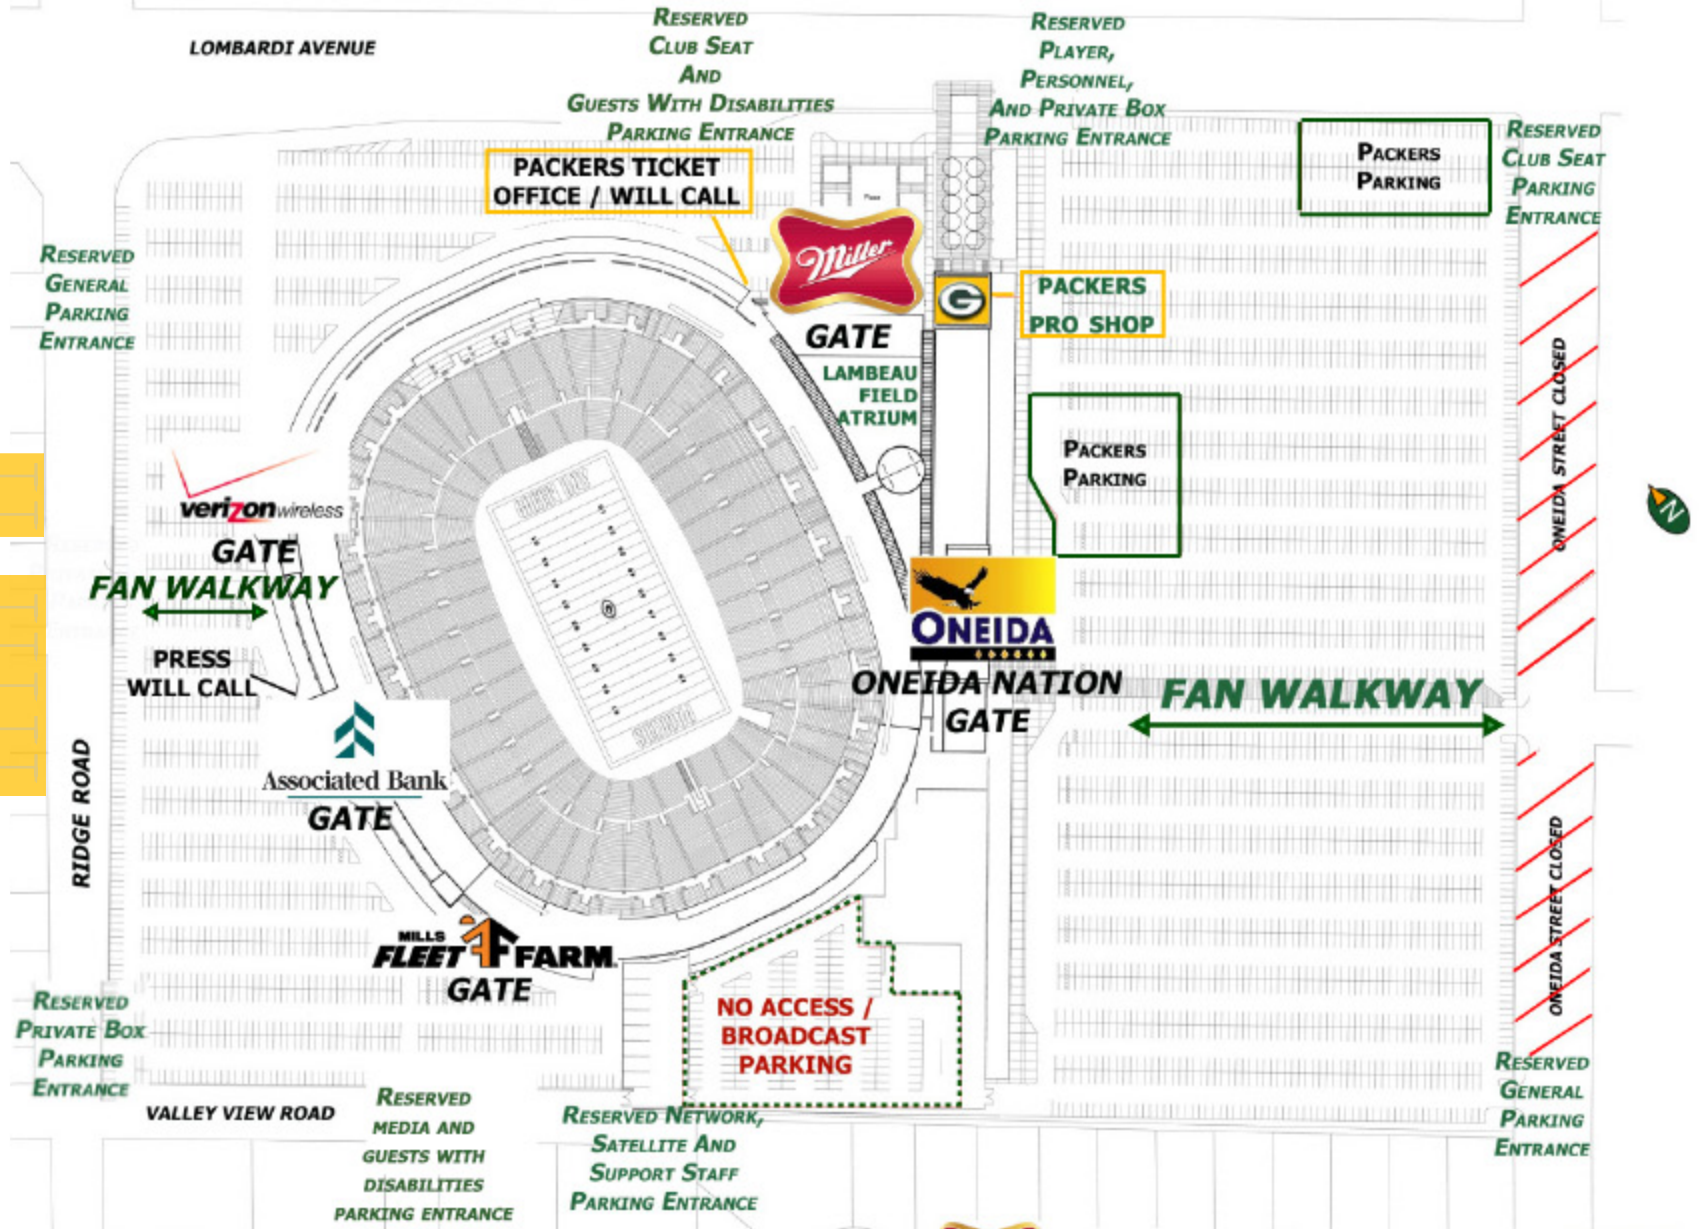 LOMBARDI AVENUE
RESERVED
CLUB SEAT
AND
GUESTS WITH DISABILITIES
PARKING ENTRANCE
RESERVED
PLAYER,
PERSONNEL,
AND PRIVATE BOX
PARKING ENTRANCE
PACKERS TICKET
OFFICE / WILL CALL
PACKERS
PARKING
RESERVED
CLUB SEAT
PARKING
ENTRANCE
RESERVED
GENERAL
PARKING
ENTRANCE
Miller
GATE
G
PACKERS
PRO SHOP
LAMBEAU
FIELD
ATRIUM
PACKERS
PARKING
ONEIDA STREET CLOSED
N
verizon wireless
GATE
FAN WALKWAY
PRESS
WILL CALL
ONEIDA
ONEIDA NATION
GATE
FAN WALKWAY
Associated Bank
GATE
RIDGE ROAD
ONEIDA STREET CLOSED
MILLS
FLEET FARM
GATE
NO ACCESS /
BROADCAST
PARKING
RESERVED
PRIVATE BOX
PARKING
ENTRANCE
VALLEY VIEW ROAD
RESERVED
MEDIA AND
GUESTS WITH
DISABILITIES
PARKING ENTRANCE
RESERVED NETWORK,
SATELLITE AND
SUPPORT STAFF
PARKING ENTRANCE
RESERVED
GENERAL
PARKING
ENTRANCE